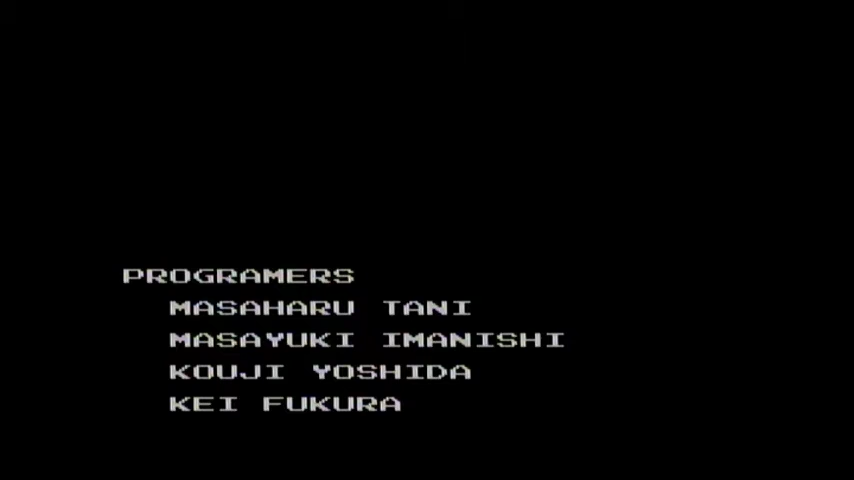 PROGRAMERS
MASAHARU TANI
MASAYUKI IMANISHI
KOUJI YOSHIDA
KEI FUKURA